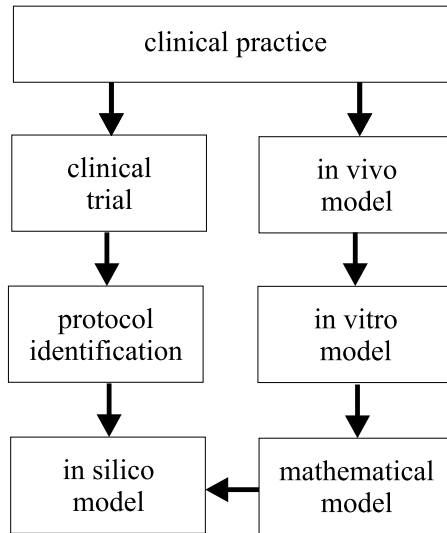 clinical practice
clinical
trial
in vivo
model
protocol
identification
in vitro
model
in silico
model
mathematical
model